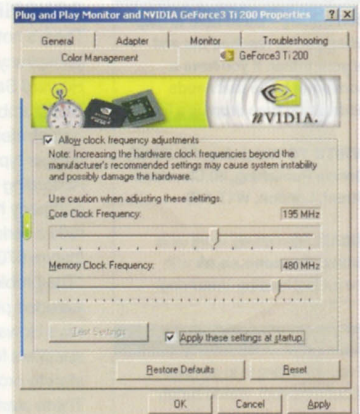 Plug and Play Monitor and NVIDIA GeForce3 Ti 200 Properties
General Adapter Monitor Troubleshooting
Color Management GeForce3 Ti 200
nVIDIA.
Allow clock frequency adjustments
Note: Increasing the hardware clock frequencies beyond the
manufacturer's recommended settings may cause system instability
and possibly damage the hardware.
Use caution when adjusting these settings.
Core Clock Frequency: 195 MHz
Memory Clock Frequency: 480 MHz
Test Settings Apply these settings at startup.
Restore Defaults Reset
OK Cancel Apply